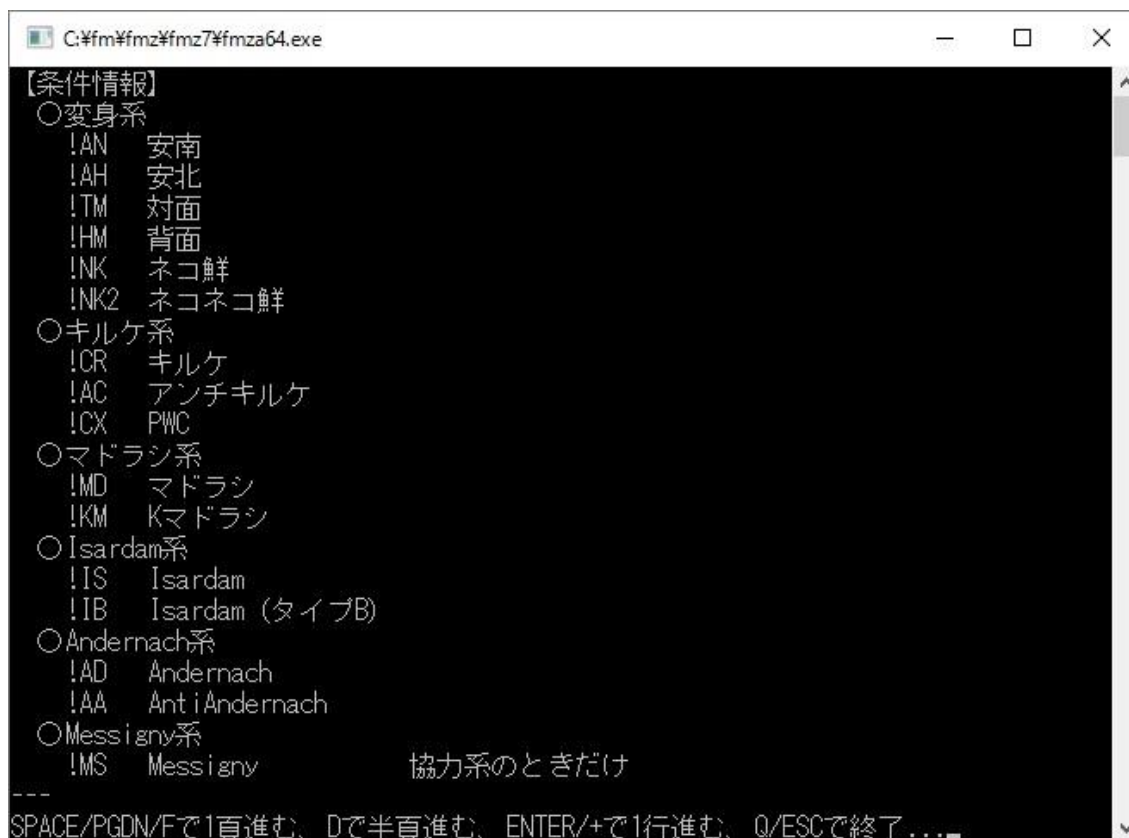 C:¥fm¥fmz¥fmz7¥fmza64.exe
【条件情報】
○変身系
!AN 安南
!AH 安北
!TM 対面
!HM 背面
!NK ネコ鮮
!NK2 ネコネコ鮮
○キルケ系
!CR キルケ
!AC アンチキルケ
!CX PWC
○マドラシ系
!MD マドラシ
!KM Kマドラシ
○Isardam系
!IS Isardam
!IB Isardam (タイプB)
○Andernach系
!AD Andernach
!AA AntiAndernach
○Messigny系
!MS Messigny 協力系のときだけ
---
SPACE/PGDN/Fで1頁進む、Dで半頁進む、ENTER/+で1行進む、Q/ESCで終了...